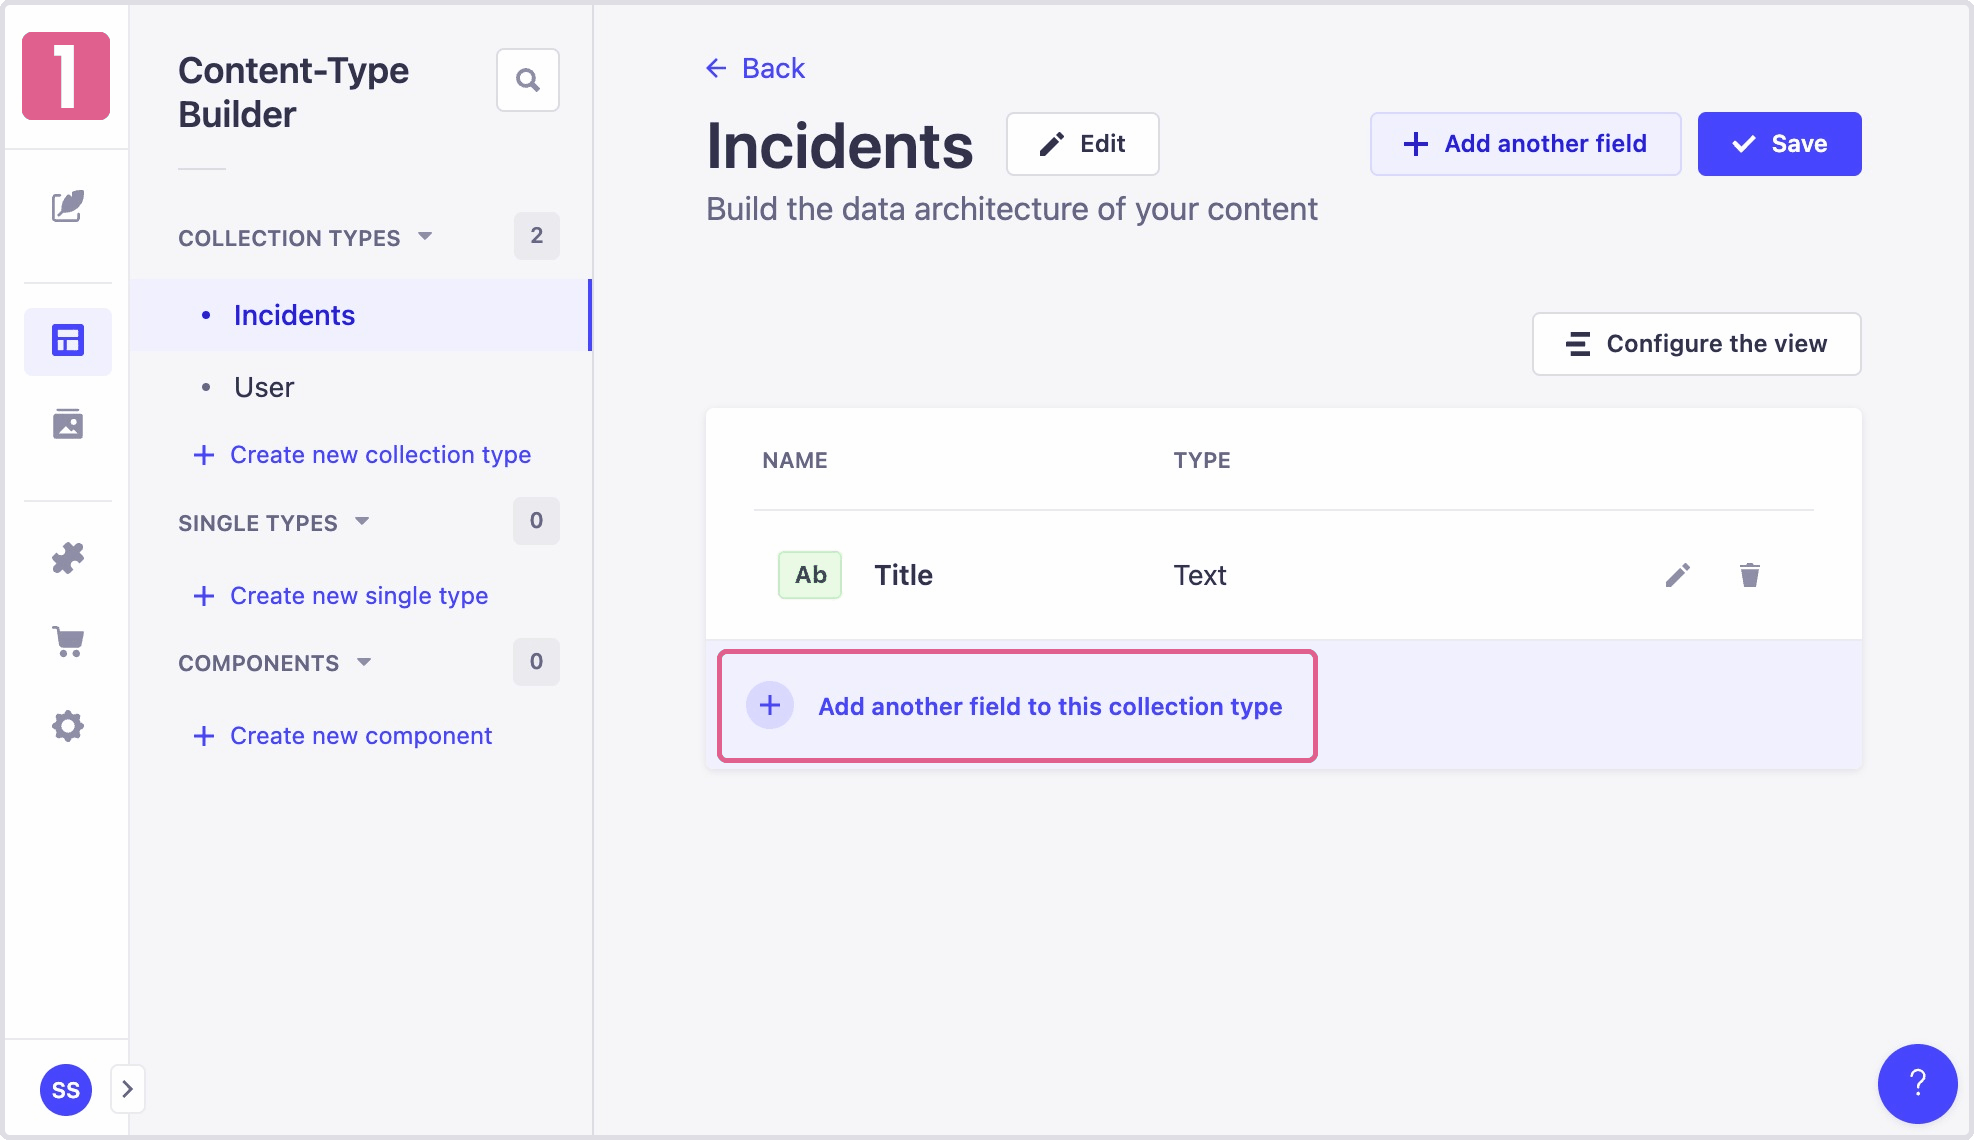 1
Content-Type
Builder
COLLECTION TYPES 2
Incidents
User
Create new collection type
SINGLE TYPES 0
Create new single type
COMPONENTS 0
Create new component
SS
Back
Incidents
Edit
Add another field
Save
Build the data architecture of your content
Configure the view
NAME TYPE
Ab Title Text
Add another field to this collection type
?